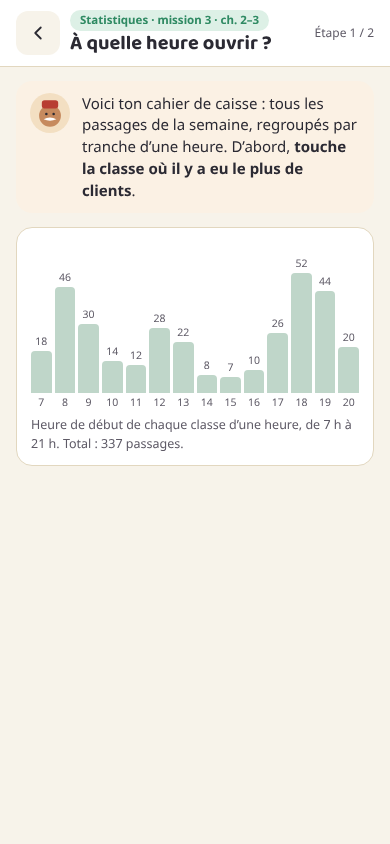 Statistiques · mission 3 · ch. 2–3
À quelle heure ouvrir ?
Étape 1 / 2
Voici ton cahier de caisse : tous les
passages de la semaine, regroupés par
tranche d’une heure. D’abord, touche
la classe où il y a eu le plus de
clients.
18 46 30 14 12 28 22 8 7 10 26 52 44 20
7 8 9 10 11 12 13 14 15 16 17 18 19 20
Heure de début de chaque classe d’une heure, de 7 h à
21 h. Total : 337 passages.